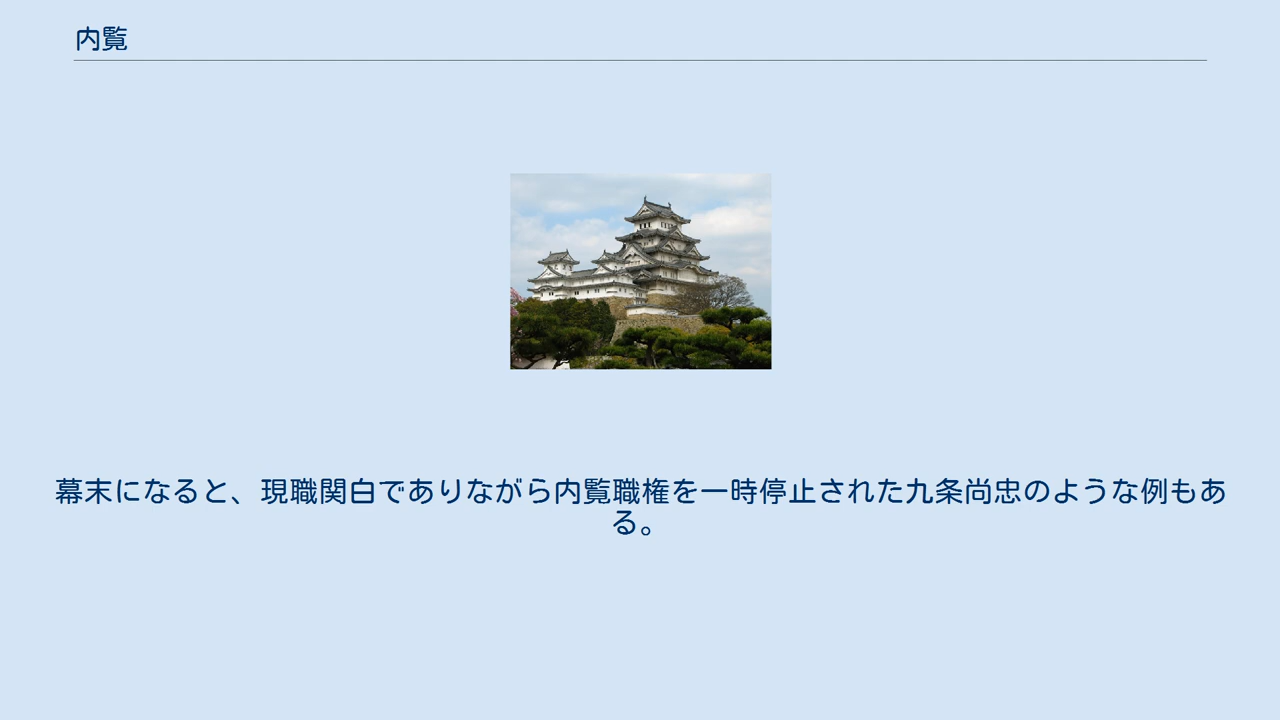 内覧
幕末になると、現職関白でありながら内覧職権を一時停止された九条尚忠のような例もあ
る。